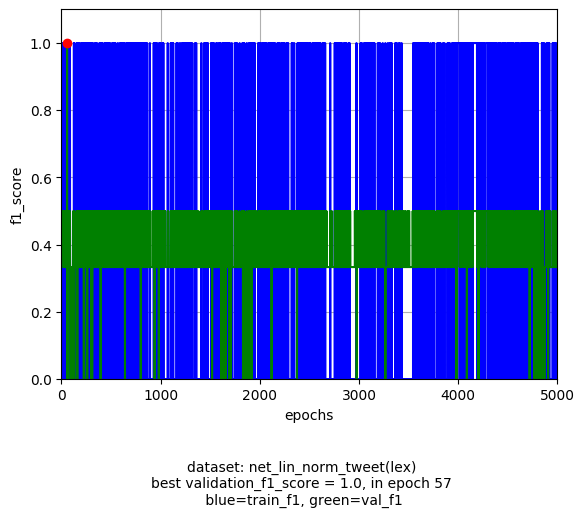 f1_score
1.0
0.8
0.6
0.4
0.2
0.0
0 1000 2000 3000 4000 5000
epochs
dataset: net_lin_norm_tweet(lex)
best validation_f1_score = 1.0, in epoch 57
blue=train_f1, green=val_f1